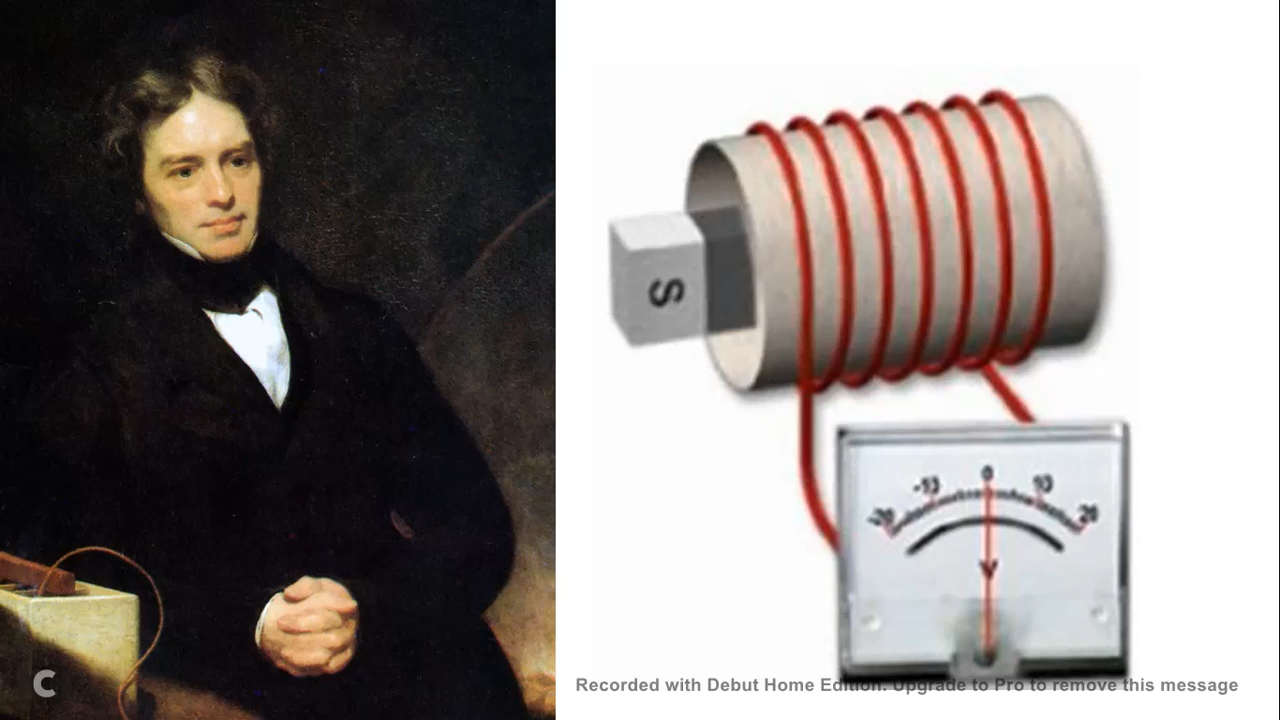 S
-20 -10 0 10 20
V
C
Recorded with Debut Home Edition. Upgrade to Pro to remove this message